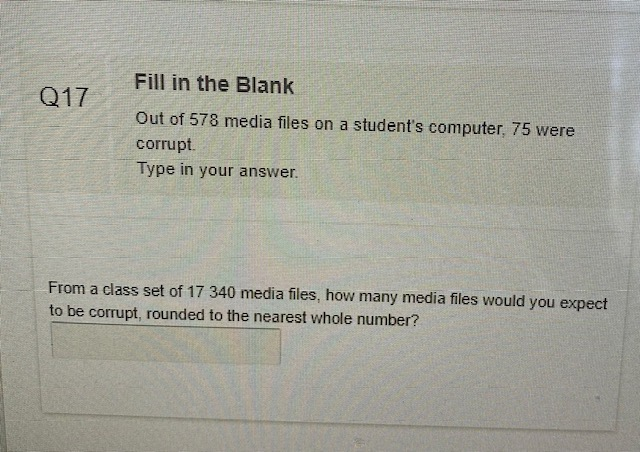 Q17
Fill in the Blank
Out of 578 media files on a student's computer, 75 were
corrupt.
Type in your answer.
From a class set of 17 340 media files, how many media files would you expect
to be corrupt, rounded to the nearest whole number?